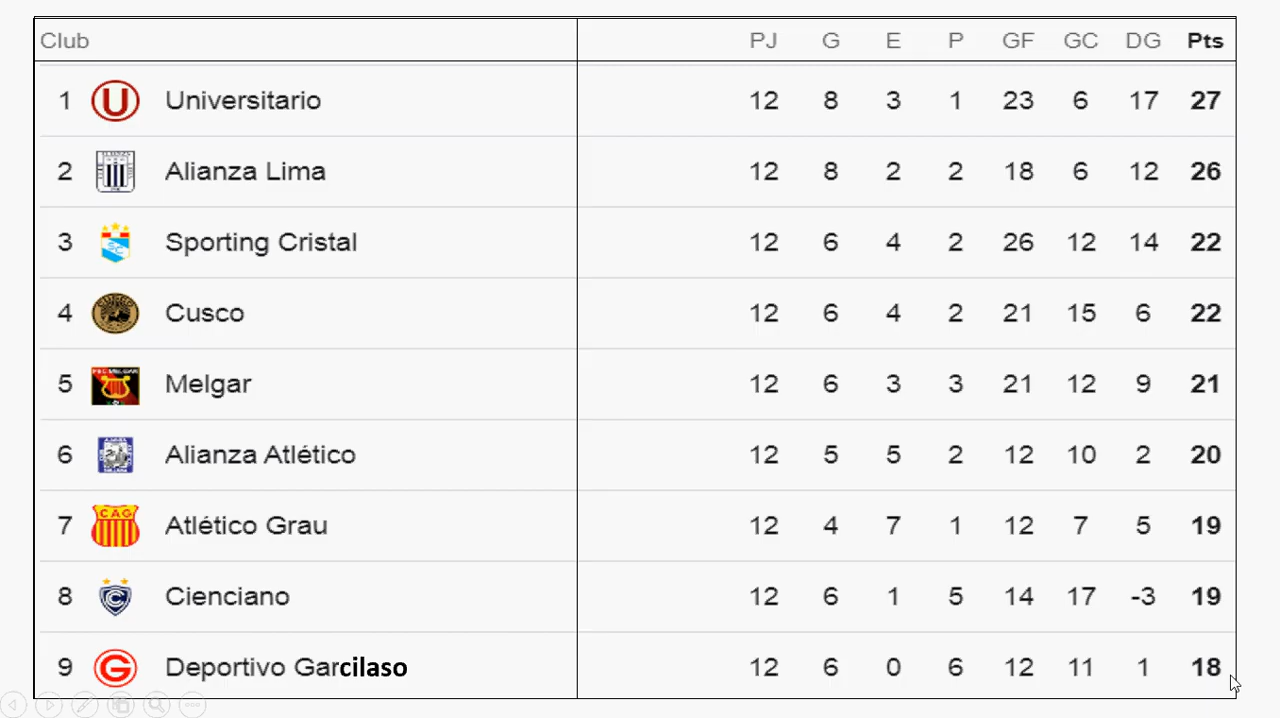 Club PJ G E P GF GC DG Pts
1 U Universitario 12 8 3 1 23 6 17 27
2 Alianza Lima 12 8 2 2 18 6 12 26
3 SC Sporting Cristal 12 6 4 2 26 12 14 22
4 CUSCO Cusco 12 6 4 2 21 15 6 22
5 FBC MELGAR Melgar 12 6 3 3 21 12 9 21
6 Alianza Atlético 12 5 5 2 12 10 2 20
7 CAG Atlético Grau 12 4 7 1 12 7 5 19
8 C Cienciano 12 6 1 5 14 17 -3 19
9 G Deportivo Garcilaso 12 6 0 6 12 11 1 18